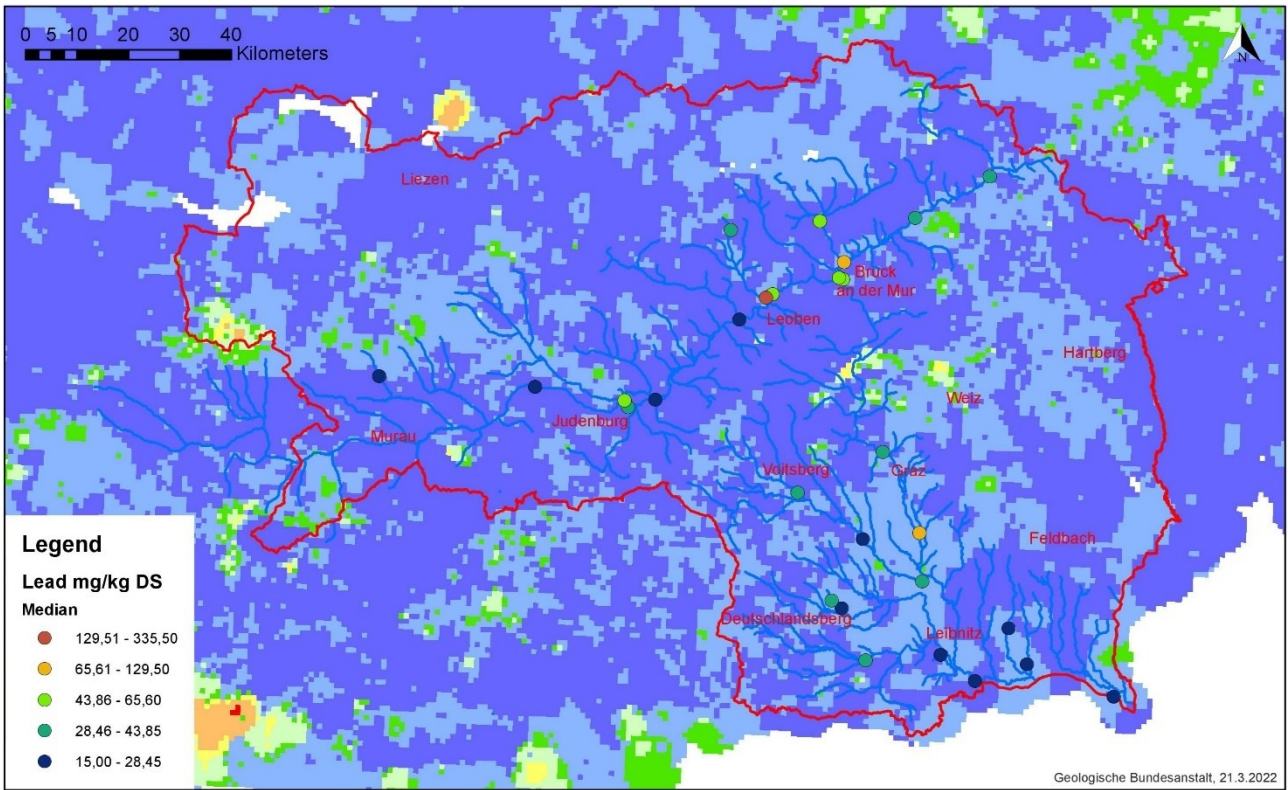 0 5 10 20 30 40
Kilometers
N
Liezen
Bruck
an der Mur
Leoben
Hartberg
Weiz
Judenburg
Murau
Voitsberg
Graz
Feldbach
Deutschlandsberg
Leibnitz
Legend
Lead mg/kg DS
Median
129,51 - 335,50
65,61 - 129,50
43,86 - 65,60
28,46 - 43,85
15,00 - 28,45
Geologische Bundesanstalt, 21.3.2022